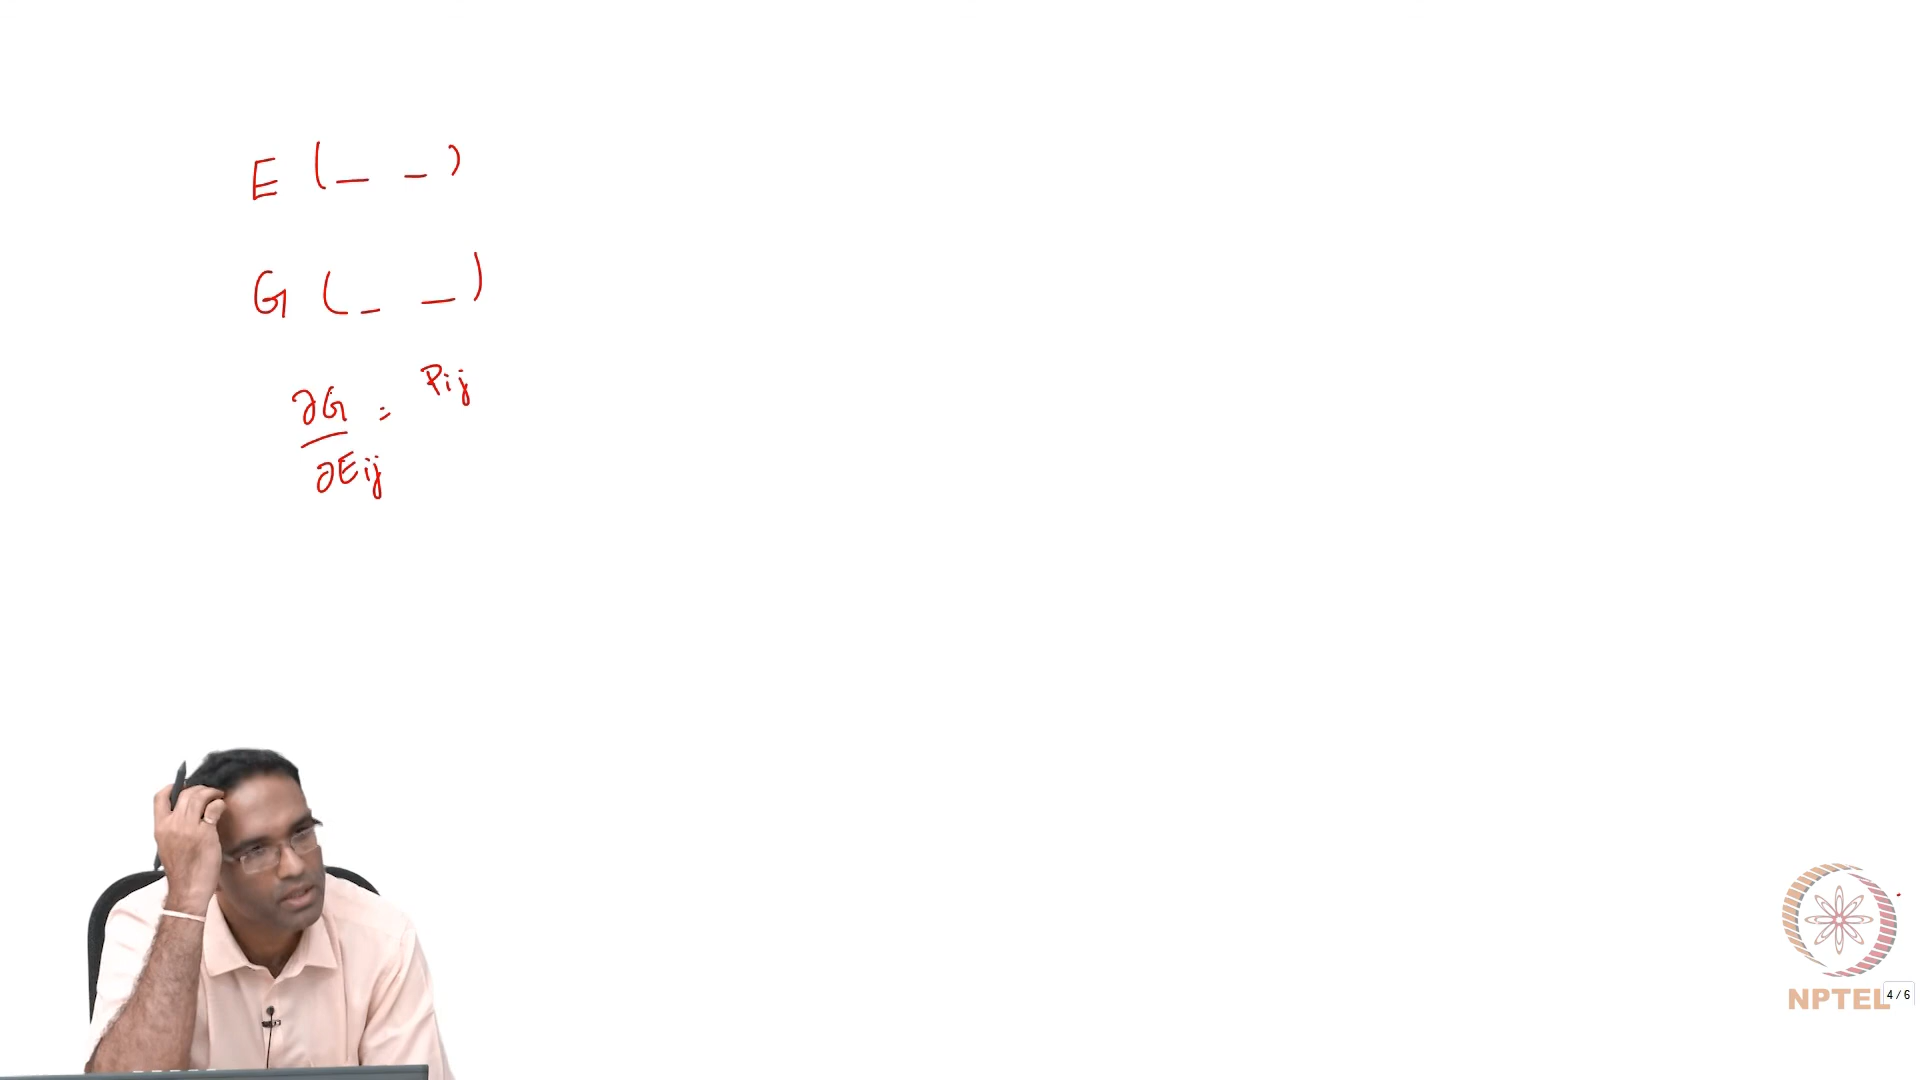 E ( _ _ )
G ( _ _ )
∂G / ∂Eij = Pij
NPTEL
4 / 6